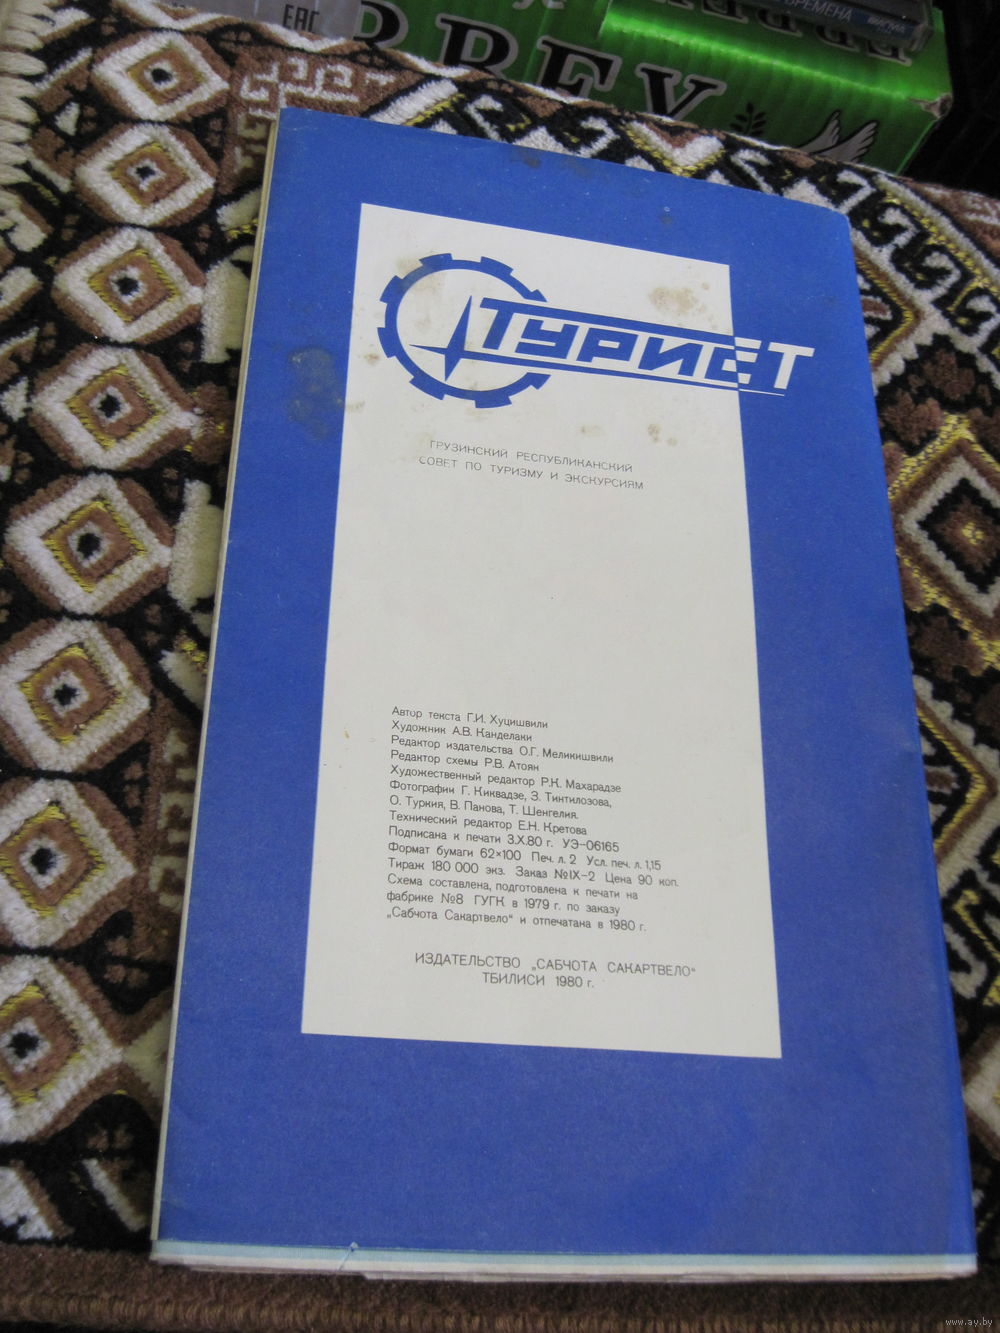 ЕАС
ВРЕМЕНА
ТУРИСТ
ГРУЗИНСКИЙ РЕСПУБЛИКАНСКИЙ
СОВЕТ ПО ТУРИЗМУ И ЭКСКУРСИЯМ
Автор текста Г.И. Хуцишвили
Художник А.В. Канделаки
Редактор издательства О.Г. Меликишвили
Редактор схемы Р.В. Атоян
Художественный редактор Р.К. Махарадзе
Фотографии Г. Киквадзе, З. Тинтилозова,
О. Туркия, В. Панова, Т. Шенгелия.
Технический редактор Е.Н. Кретова
Подписана к печати 3.X.80 г. УЭ-06165
Формат бумаги 62×100 Печ. л. 2 Усл. печ. л. 1,15
Тираж 180 000 экз. Заказ №IX-2 Цена 90 коп.
Схема составлена, подготовлена к печати на
фабрике №8 ГУГК в 1979 г. по заказу
„Сабчота Сакартвело“ и отпечатана в 1980 г.
ИЗДАТЕЛЬСТВО „САБЧОТА САКАРТВЕЛО“
ТБИЛИСИ 1980 г.
www.ay.by